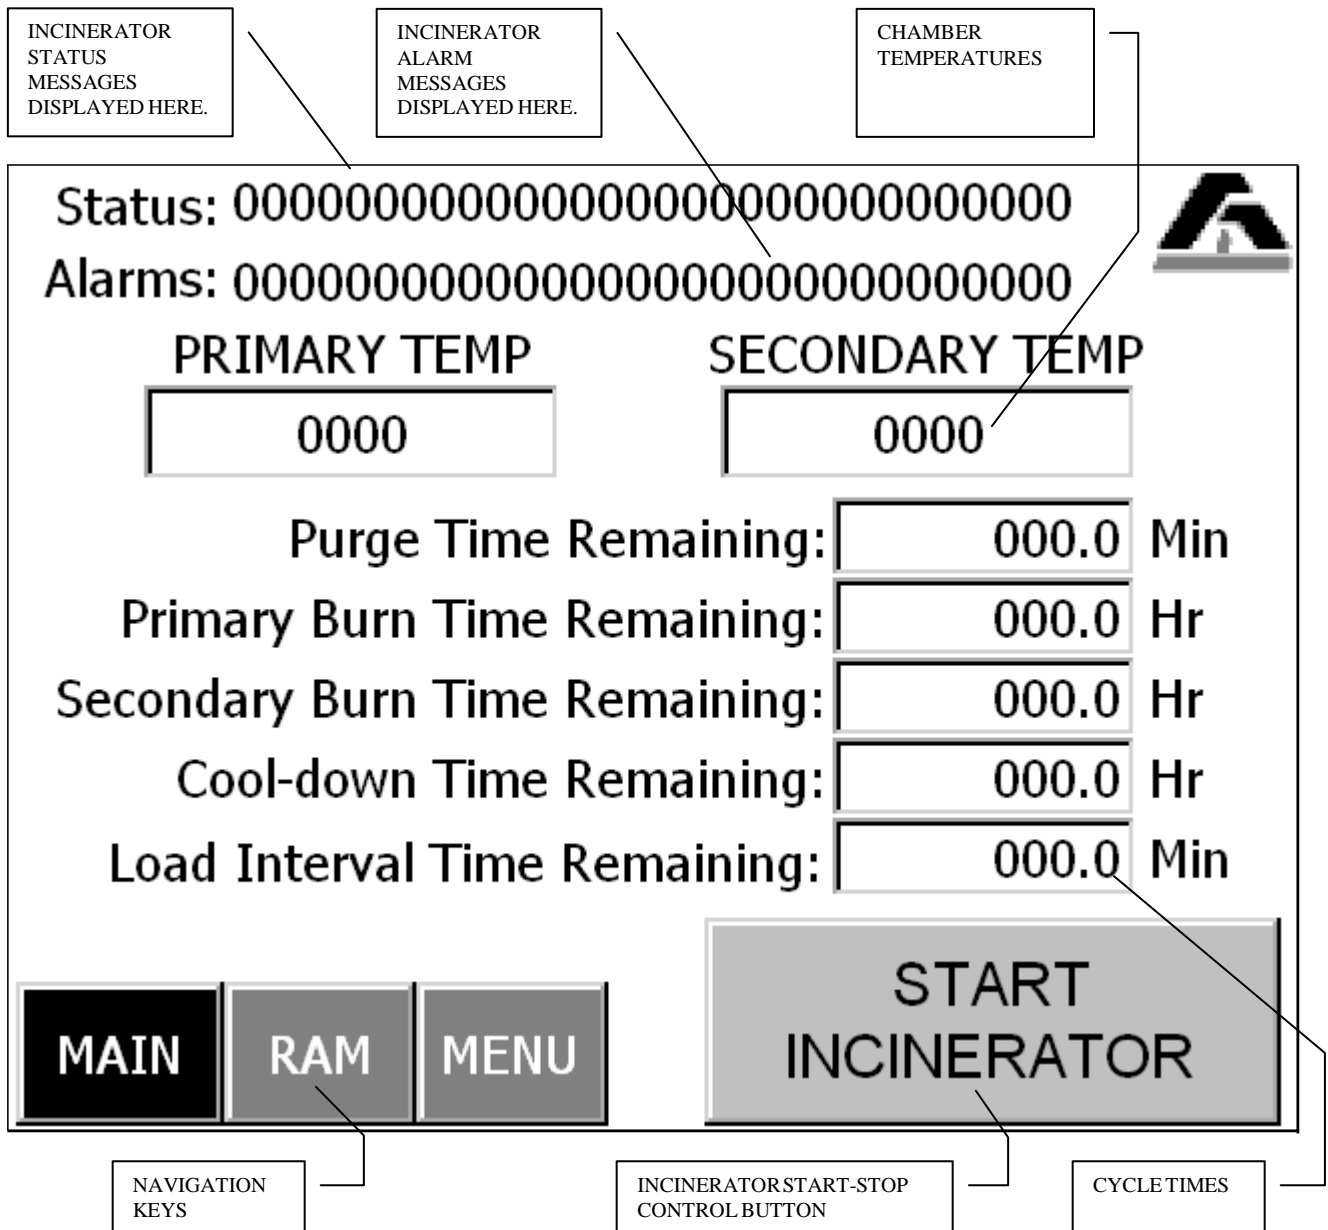 INCINERATOR
STATUS
MESSAGES
DISPLAYED HERE.
INCINERATOR
ALARM
MESSAGES
DISPLAYED HERE.
CHAMBER
TEMPERATURES
Status: 000000000000000000000000000000
Alarms: 000000000000000000000000000000
PRIMARY TEMP SECONDARY TEMP
0000 0000
Purge Time Remaining: 000.0 Min
Primary Burn Time Remaining: 000.0 Hr
Secondary Burn Time Remaining: 000.0 Hr
Cool-down Time Remaining: 000.0 Hr
Load Interval Time Remaining: 000.0 Min
START
INCINERATOR
MAIN RAM MENU
NAVIGATION
KEYS
INCINERATOR START-STOP
CONTROL BUTTON
CYCLE TIMES